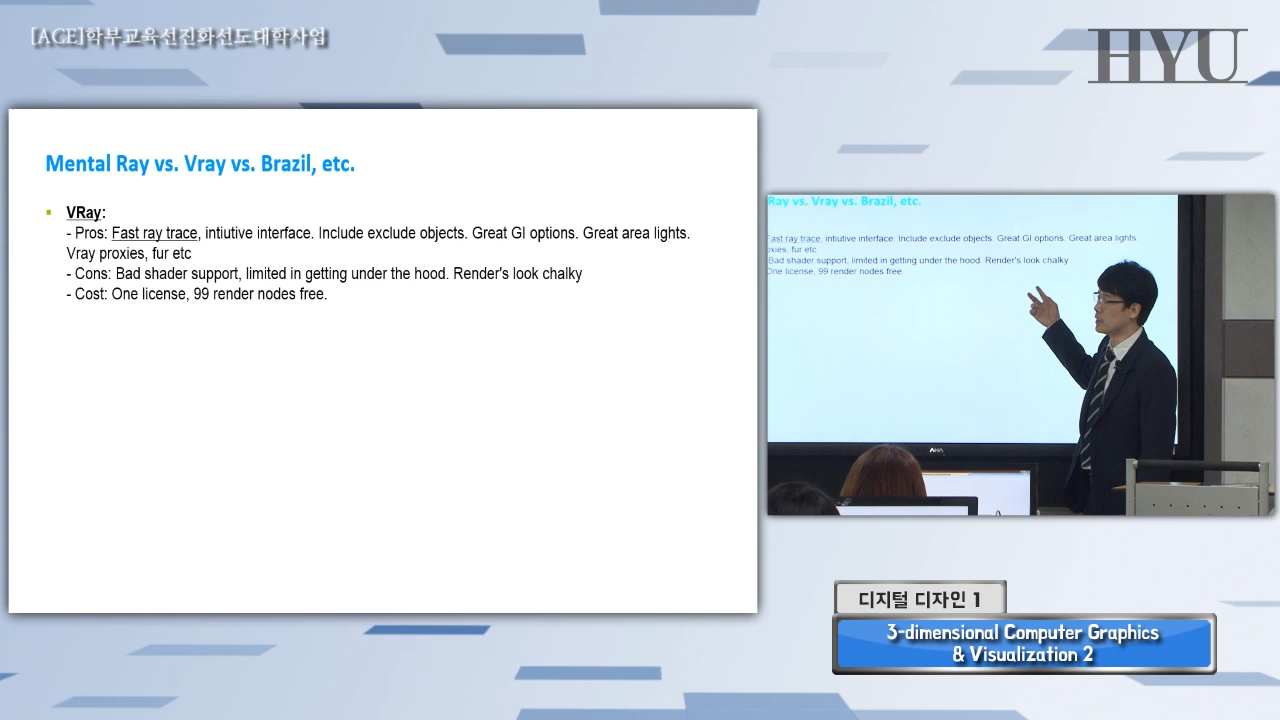 [ACE]학부교육선진화선도대학사업
HYU
Mental Ray vs. Vray vs. Brazil, etc.
VRay:
- Pros: Fast ray trace, intiutive interface. Include exclude objects. Great GI options. Great area lights.
Vray proxies, fur etc
- Cons: Bad shader support, limited in getting under the hood. Render's look chalky
- Cost: One license, 99 render nodes free.
Ray vs. Vray vs. Brazil, etc.
Fast ray trace, intiutive interface. Include exclude objects. Great GI options. Great area lights.
oxies, fur etc
Bad shader support, limited in getting under the hood. Render's look chalky
One license, 99 render nodes free.
AHA
디지털 디자인 1
3-dimensional Computer Graphics
& Visualization 2